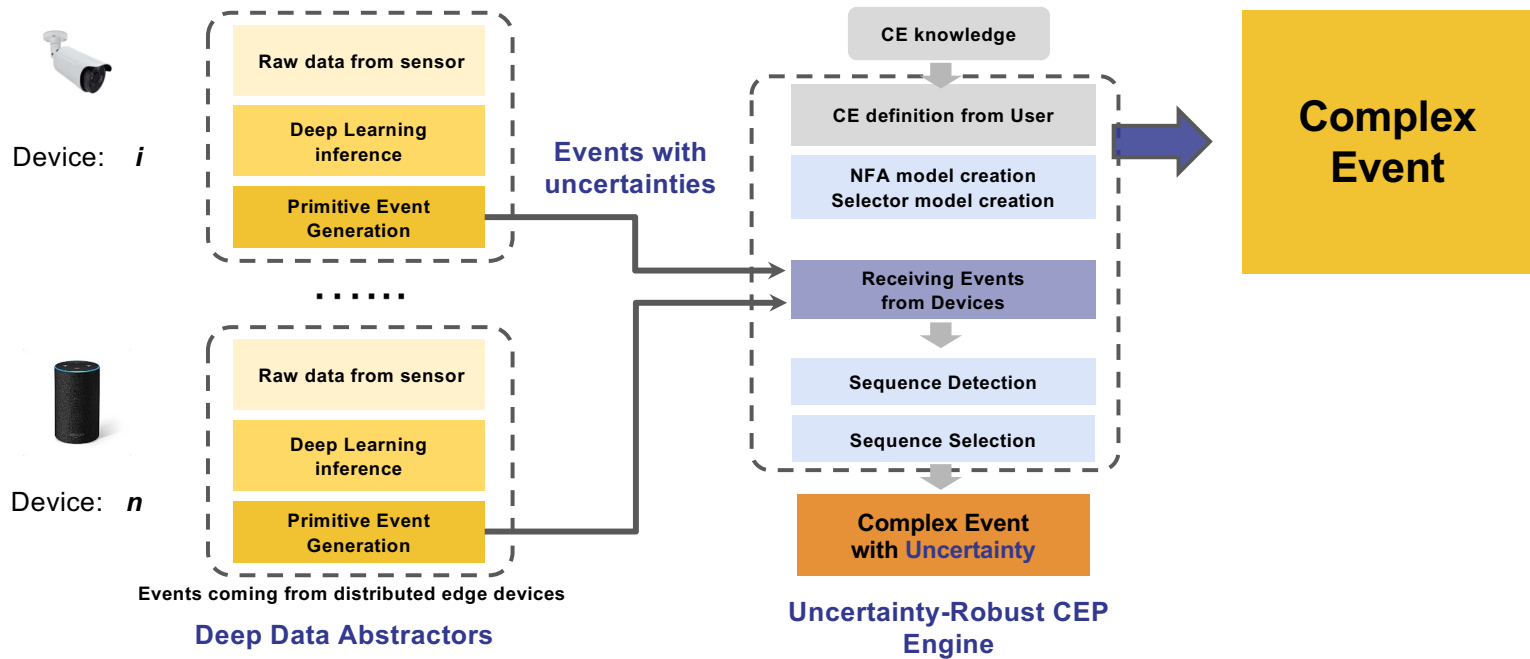 Device: i
Raw data from sensor
Deep Learning
inference
Primitive Event
Generation
......
Device: n
Raw data from sensor
Deep Learning
inference
Primitive Event
Generation
Events coming from distributed edge devices
Deep Data Abstractors
Events with
uncertainties
CE knowledge
CE definition from User
NFA model creation
Selector model creation
Receiving Events
from Devices
Sequence Detection
Sequence Selection
Complex Event
with Uncertainty
Uncertainty-Robust CEP
Engine
Complex
Event